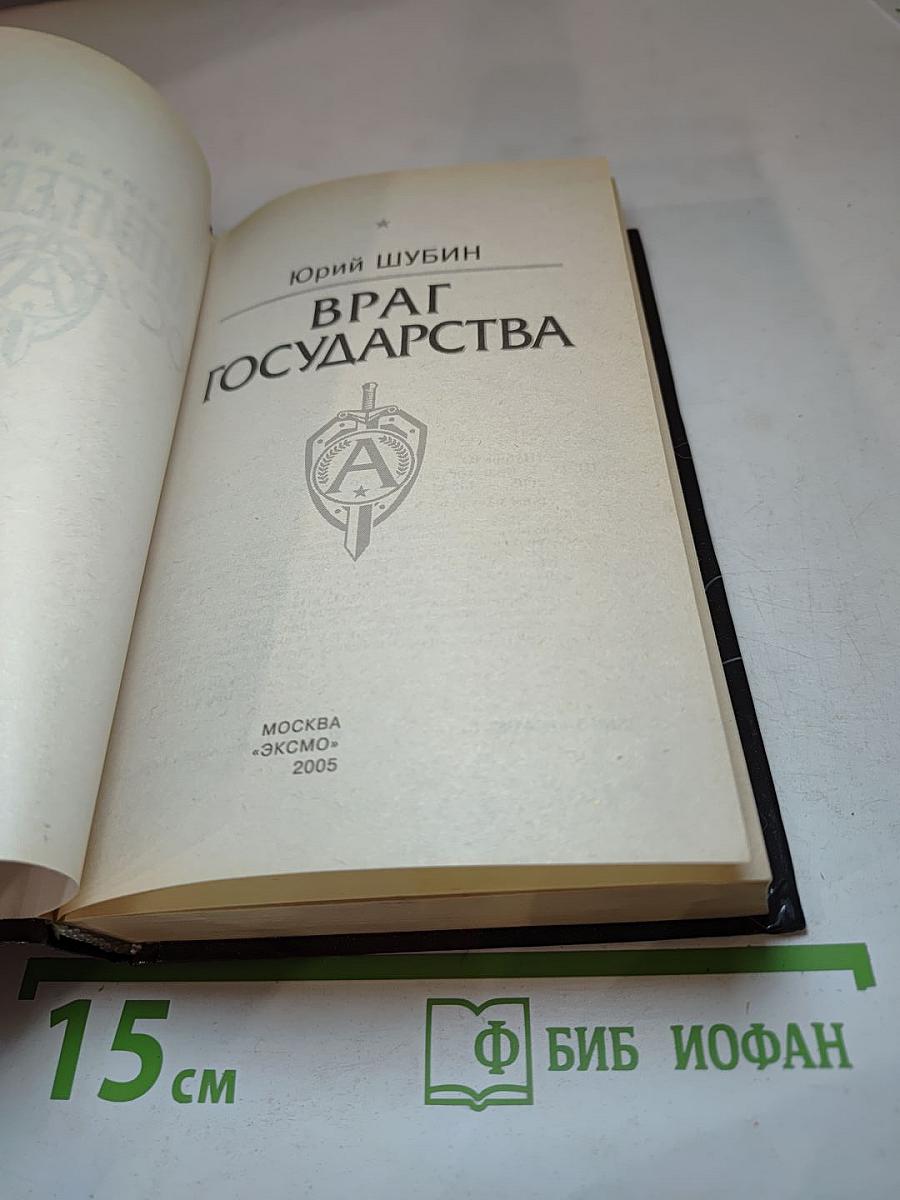 Юрий ШУБИН
ВРАГ
ГОСУДАРСТВА
А
МОСКВА
«ЭКСМО»
2005
15 см
Ф БИБ ИОФАН